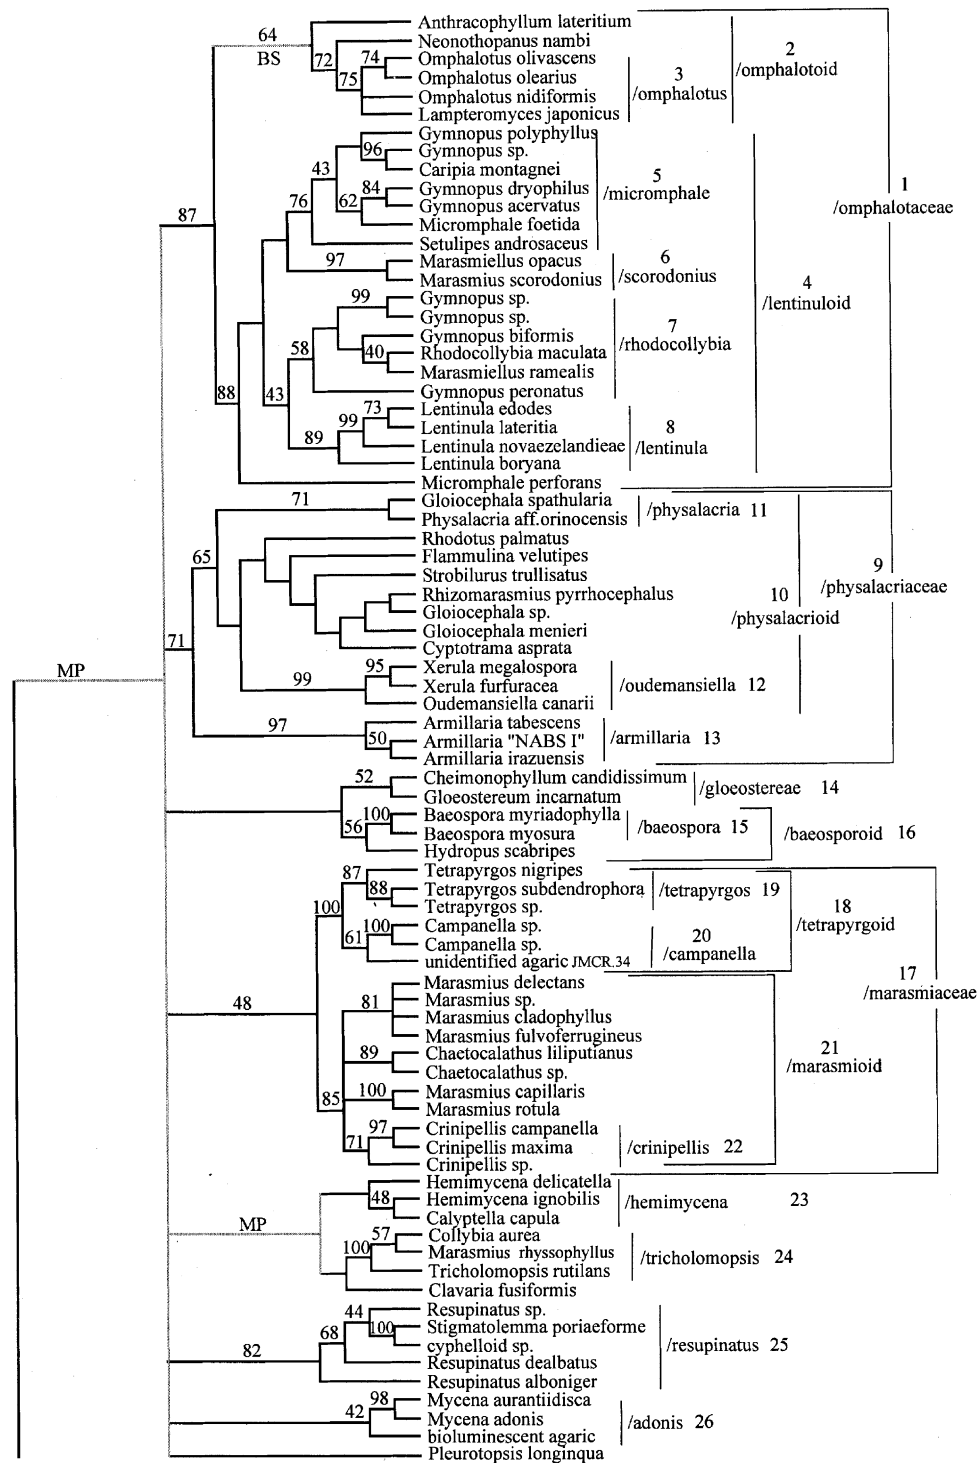 Anthracophyllum lateritium
64
Neonothopanus nambi
BS
72
74
Omphalotus olivascens
2
/omphalotoid
75
Omphalotus olearius
3
/omphalotus
Omphalotus nidiformis
Lampteromyces japonicus
Gymnopus polyphyllus
96
Gymnopus sp.
43
Caripia montagnei
5
/micromphale
84
Gymnopus dryophilus
1
/omphalotaceae
76
62
Gymnopus acervatus
87
Micromphale foetida
Setulipes androsaceus
97
Marasmiellus opacus
6
/scorodonius
Marasmius scorodonius
4
/lentinuloid
99
Gymnopus sp.
Gymnopus sp.
7
/rhodocollybia
Gymnopus biformis
58
40
Rhodocollybia maculata
Marasmiellus ramealis
88
43
Gymnopus peronatus
73
Lentinula edodes
99
Lentinula lateritia
8
/lentinula
89
Lentinula novaezelandieae
Lentinula boryana
Micromphale perforans
71
Gloiocephala spathularia
/physalacria 11
Physalacria aff.orinocensis
Rhodotus palmatus
65
Flammulina velutipes
9
/physalacriaceae
Strobilurus trullisatus
Rhizomarasmius pyrrhocephalus
10
/physalacrioid
Gloiocephala sp.
Gloiocephala menieri
71
Cyptotrama asprata
MP
95
Xerula megalospora
99
Xerula furfuracea
/oudemansiella 12
Oudemansiella canarii
97
Armillaria tabescens
50
Armillaria "NABS I"
/armillaria 13
Armillaria irazuensis
52
Cheimonophyllum candidissimum
/gloeostereae 14
Gloeostereum incarnatum
100
Baeospora myriadophylla
56
/baeospora 15
/baeosporoid 16
Baeospora myosura
Hydropus scabripes
87
Tetrapyrgos nigripes
88
Tetrapyrgos subdendrophora
/tetrapyrgos 19
100
Tetrapyrgos sp.
18
/tetrapyrgoid
100
Campanella sp.
61
Campanella sp.
20
/campanella
unidentified agaric JMCR.34
17
/marasmiaceae
48
Marasmius delectans
81
Marasmius sp.
Marasmius cladophyllus
Marasmius fulvoferrugineus
21
/marasmioid
89
Chaetocalathus liliputianus
Chaetocalathus sp.
100
Marasmius capillaris
85
Marasmius rotula
97
Crinipellis campanella
71
Crinipellis maxima
/crinipellis 22
Crinipellis sp.
Hemimycena delicatella
48
Hemimycena ignobilis
/hemimycena 23
MP
Calyptella capula
57
Collybia aurea
100
Marasmius rhyssophyllus
/tricholomopsis 24
Tricholomopsis rutilans
Clavaria fusiformis
44
Resupinatus sp.
68
100
Stigmatolemma poriaeforme
82
cyphelloid sp.
/resupinatus 25
Resupinatus dealbatus
Resupinatus alboniger
98
Mycena aurantiidisca
42
Mycena adonis
/adonis 26
bioluminescent agaric
Pleurotopsis longinqua